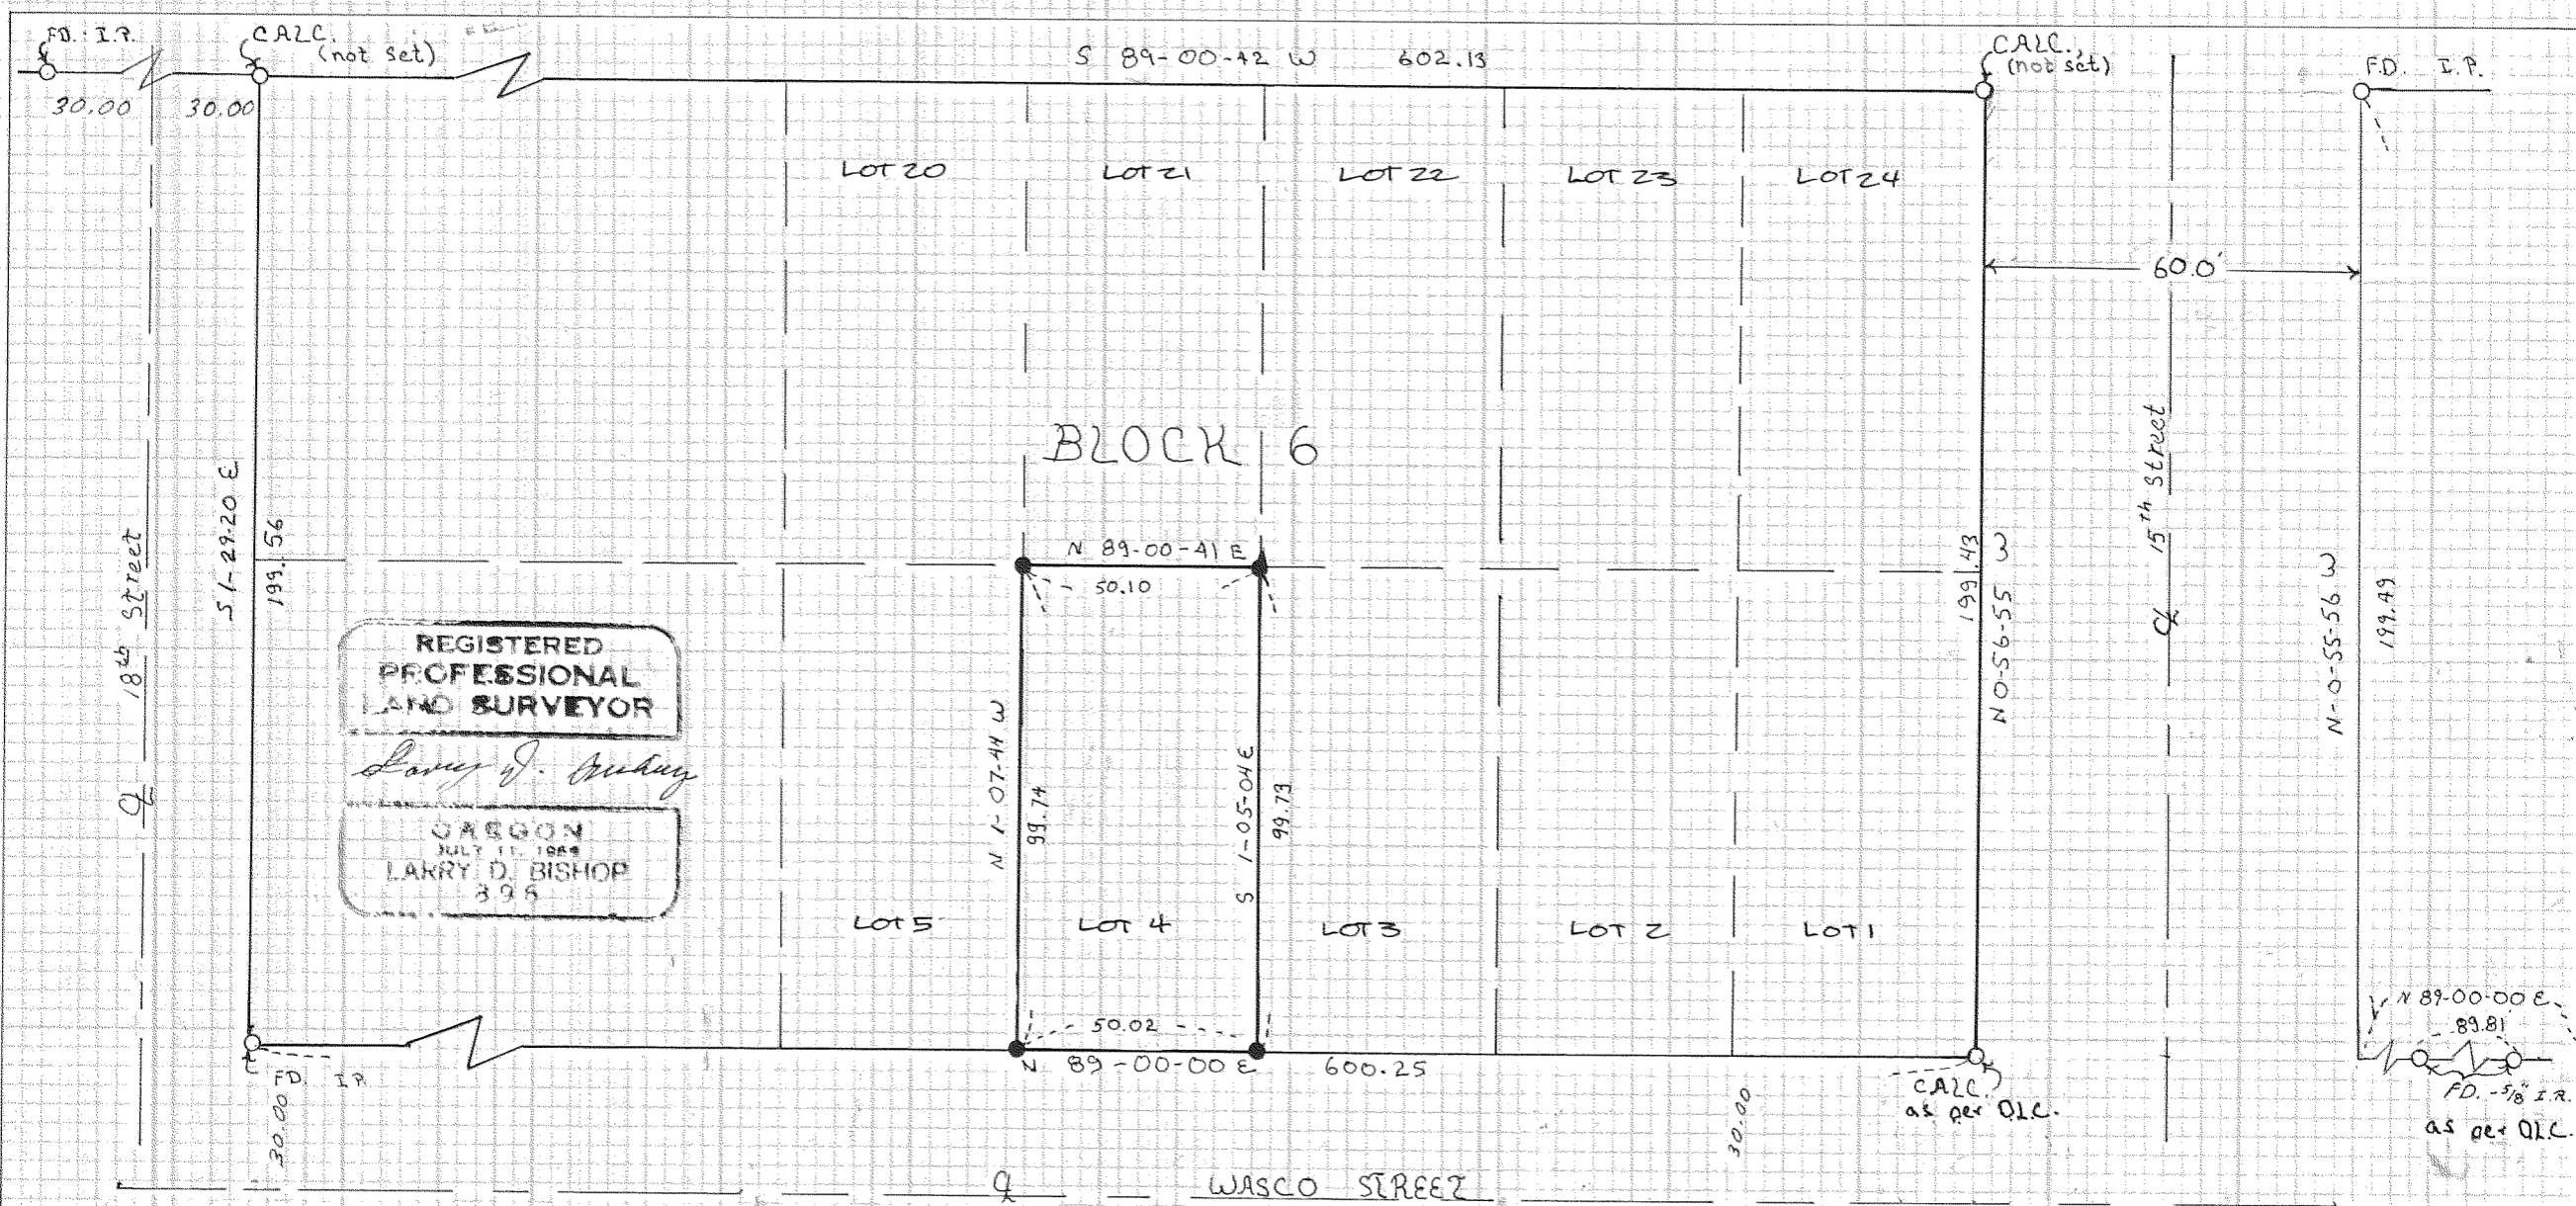 FD. I.P.
CALC.
(not set)
S 89-00-42 W 602.13
CALC.
(not set)
F.D. I.P.
30.00 30.00
LOT 20 LOT 21 LOT 22 LOT 23 LOT 24
60.0'
BLOCK 6
S 1-29-20 E
199.56
18th Street
N 89-00-41 E
50.10
199.43
N 0-56-55 W
15th Street
N-0-55-56 W
199.49
REGISTERED
PROFESSIONAL
LAND SURVEYOR
OREGON
JULY 11,
LARRY D. BISHOP
N 1-07-44 W
99.74
S 1-05-04 E
99.73
LOT 5 LOT 4 LOT 3 LOT 2 LOT 1
50.02
N 89-00-00 E 600.25
FD. I.P.
30.00
30.00
CALC.
as per OLC.
N 89-00-00 E
89.81
FD. -5/8" I.R.
as per OLC.
WASCO STREET